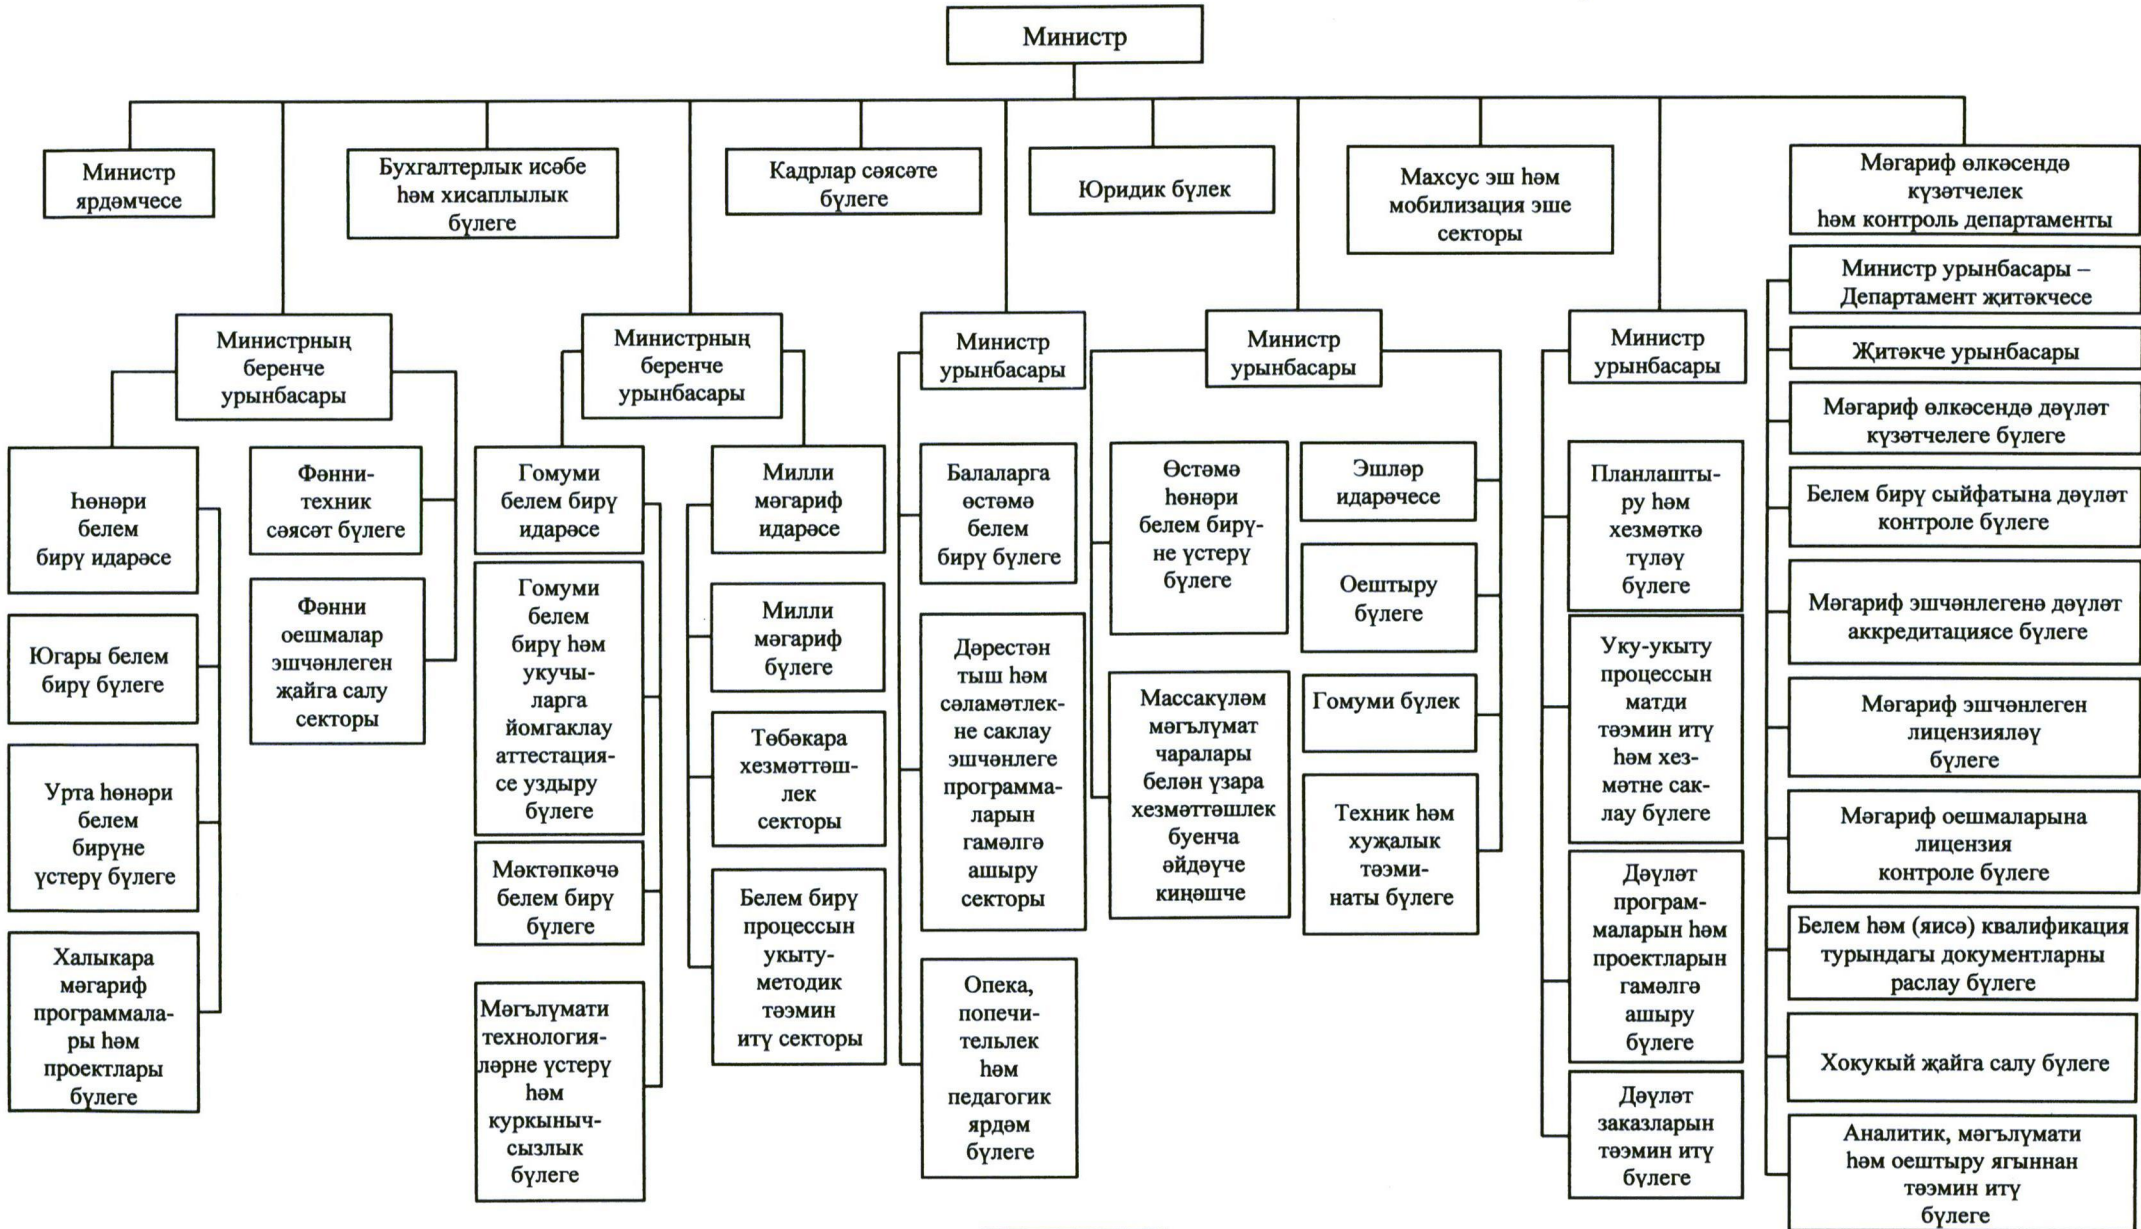 Министр
Министр
ярдәмчесе
Бухгалтерлык исәбе
һәм хисаплылык
бүлеге
Кадрлар сәясәте
бүлеге
Юридик бүлек
Махсус эш һәм
мобилизация эше
секторы
Мәгариф өлкәсендә
күзәтчелек
һәм контроль департаменты
Министрның
беренче
урынбасары
Министрның
беренче
урынбасары
Министр
урынбасары
Министр
урынбасары
Министр
урынбасары
Һөнәри
белем
бирү идарәсе
Югары белем
бирү бүлеге
Урта һөнәри
белем
бирүне
үстерү бүлеге
Халыкара
мәгариф
программала-
ры һәм
проектлары
бүлеге
Фәнни-
техник
сәясәт бүлеге
Фәнни
оешмалар
эшчәнлеген
җайга салу
секторы
Гомуми
белем бирү
идарәсе
Гомуми
белем
бирү һәм
укучы-
ларга
йомгаклау
аттестация-
се уздыру
бүлеге
Мәктәпкәчә
белем бирү
бүлеге
Мәгълүмати
технология-
ләрне үстерү
һәм
куркыныч-
сызлык
бүлеге
Милли
мәгариф
идарәсе
Милли
мәгариф
бүлеге
Төбәкара
хезмәттәш-
лек
секторы
Белем бирү
процессын
укыту-
методик
тәэмин
итү секторы
Балаларга
өстәмә
белем
бирү бүлеге
Дәрестән
тыш һәм
сәламәтлек-
не саклау
эшчәнлеге
программа-
ларын
гамәлгә
ашыру
секторы
Опека,
попечи-
тельлек
һәм
педагогик
ярдәм
бүлеге
Өстәмә
һөнәри
белем бирү-
не үстерү
бүлеге
Массакүләм
мәгълүмат
чаралары
белән үзара
хезмәттәшлек
буенча
әйдәүче
киңәшче
Эшләр
идарәчесе
Оештыру
бүлеге
Гомуми бүлек
Техник һәм
хуҗалык
тәэми-
наты бүлеге
Планлашты-
ру һәм
хезмәткә
түләү
бүлеге
Уку-укыту
процессын
матди
тәэмин итү
һәм хез-
мәтне сак-
лау бүлеге
Дәүләт
програм-
маларын һәм
проектларын
гамәлгә
ашыру
бүлеге
Дәүләт
заказларын
тәэмин итү
бүлеге
Министр урынбасары –
Департамент җитәкчесе
Җитәкче урынбасары
Мәгариф өлкәсендә дәүләт
күзәтчелеге бүлеге
Белем бирү сыйфатына дәүләт
контроле бүлеге
Мәгариф эшчәнлегенә дәүләт
аккредитациясе бүлеге
Мәгариф эшчәнлеген
лицензияләү
бүлеге
Мәгариф оешмаларына
лицензия
контроле бүлеге
Белем һәм (яисә) квалификация
турындагы документларны
раслау бүлеге
Хокукый җайга салу бүлеге
Аналитик, мәгълүмати
һәм оештыру ягыннан
тәэмин итү
бүлеге